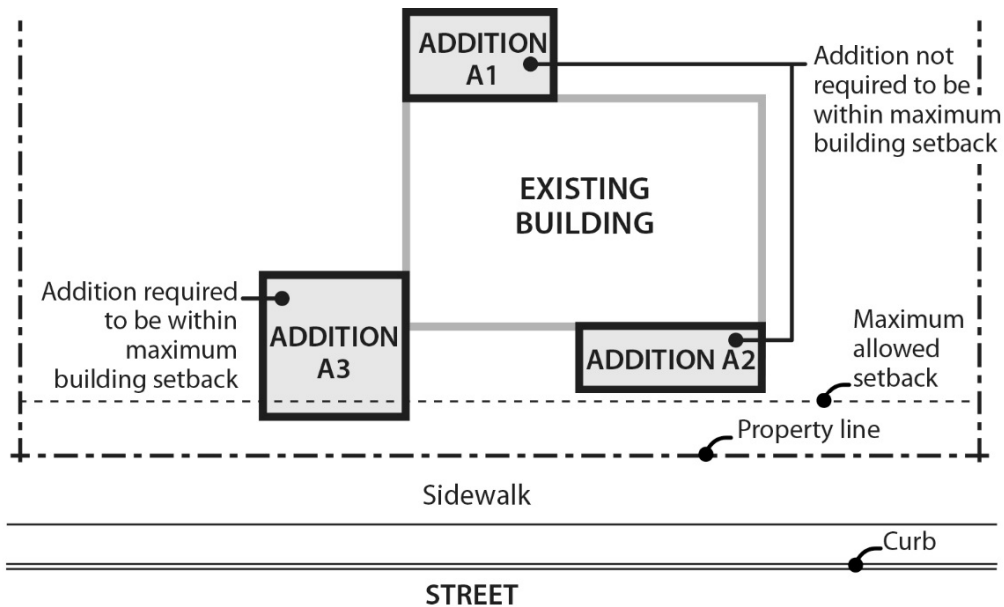 ADDITION
A1
Addition not
required to be
within maximum
building setback
EXISTING
BUILDING
Addition required
to be within
maximum
building setback
ADDITION
A3
ADDITION A2
Maximum
allowed
setback
Property line
Sidewalk
Curb
STREET